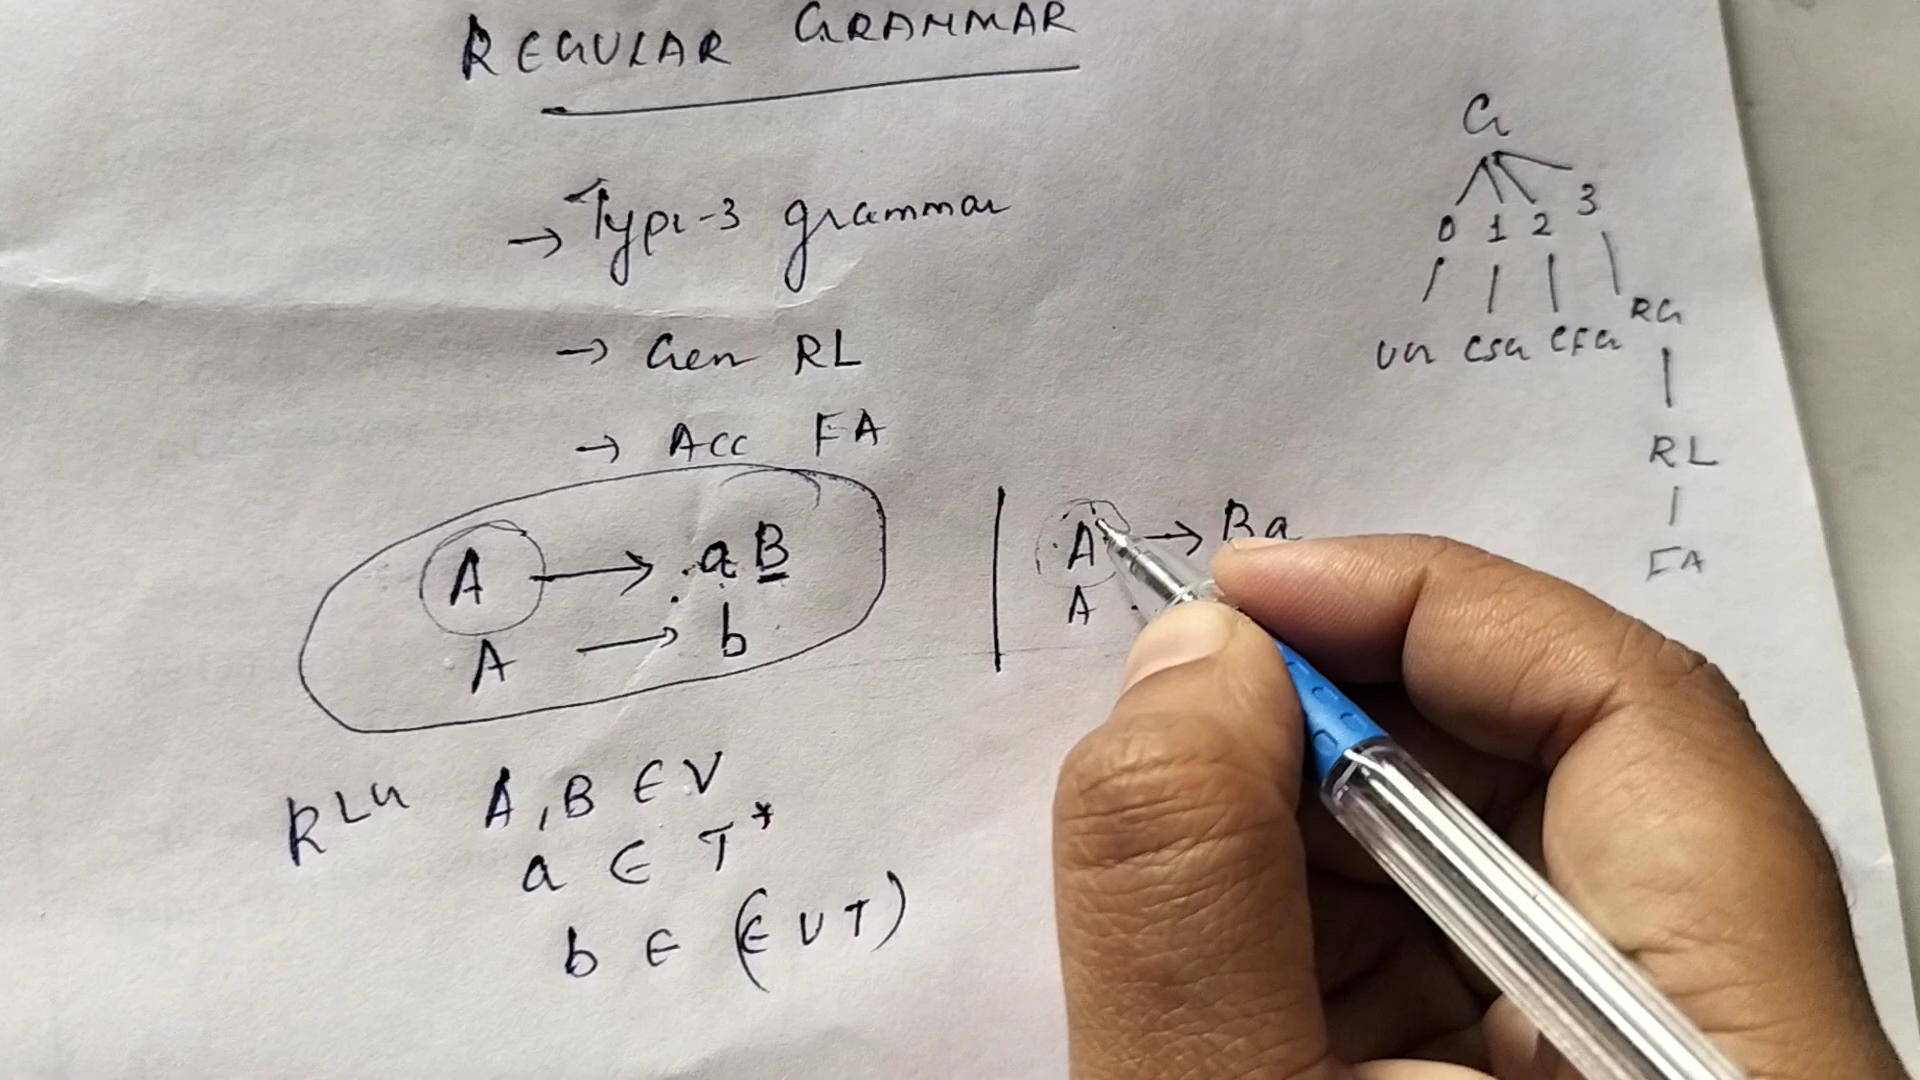 REGULAR GRAMMAR
→ Type-3 grammar
→ Gen RL
→ Acc FA
A → aB
A → b
RLG A, B ∈ V
a ∈ T*
b ∈ (∈ U T)
A → Ba
A
G
0 1 2 3
UG CSG CFG RG
RL
FA